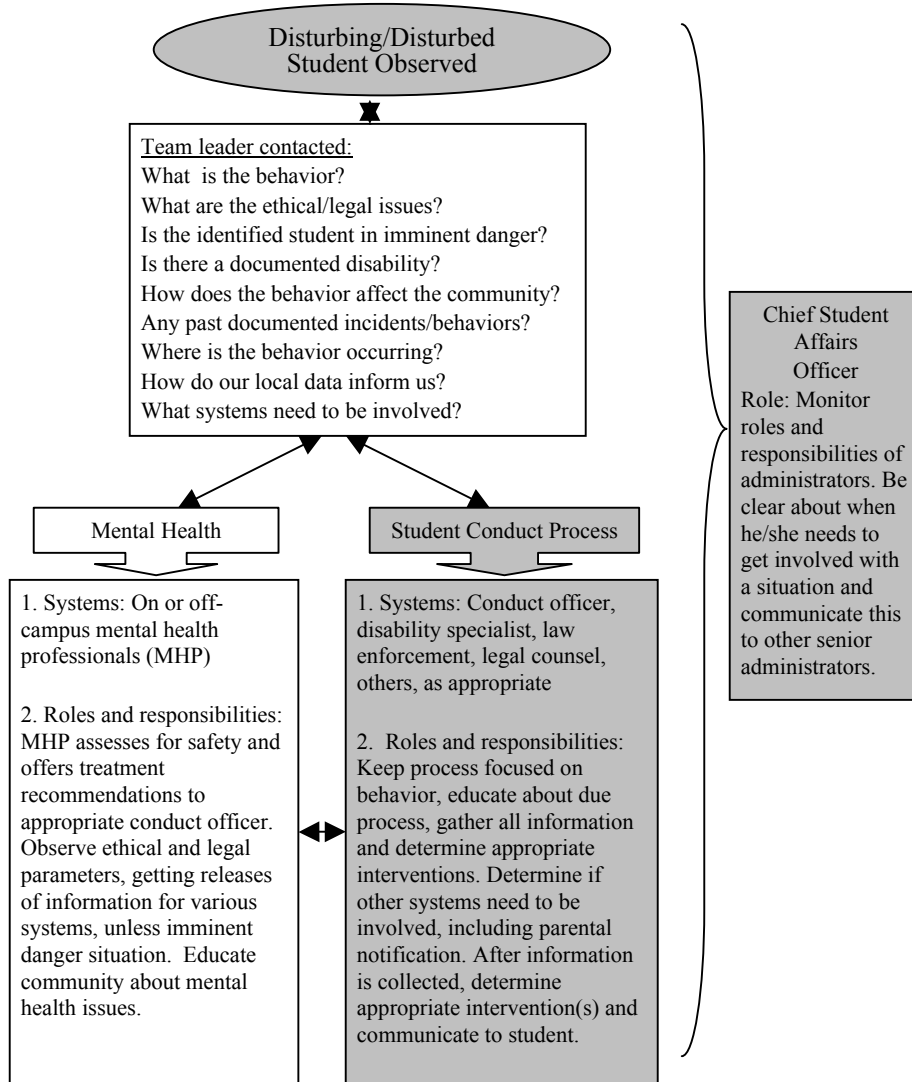 Disturbing/Disturbed
Student Observed
Team leader contacted:
What is the behavior?
What are the ethical/legal issues?
Is the identified student in imminent danger?
Is there a documented disability?
How does the behavior affect the community?
Any past documented incidents/behaviors?
Where is the behavior occurring?
How do our local data inform us?
What systems need to be involved?
Mental Health
1. Systems: On or off-
campus mental health
professionals (MHP)
2. Roles and responsibilities:
MHP assesses for safety and
offers treatment
recommendations to
appropriate conduct officer.
Observe ethical and legal
parameters, getting releases
of information for various
systems, unless imminent
danger situation. Educate
community about mental
health issues.
Student Conduct Process
1. Systems: Conduct officer,
disability specialist, law
enforcement, legal counsel,
others, as appropriate
2. Roles and responsibilities:
Keep process focused on
behavior, educate about due
process, gather all information
and determine appropriate
interventions. Determine if
other systems need to be
involved, including parental
notification. After information
is collected, determine
appropriate intervention(s) and
communicate to student.
Chief Student
Affairs
Officer
Role: Monitor
roles and
responsibilities of
administrators. Be
clear about when
he/she needs to
get involved with
a situation and
communicate this
to other senior
administrators.